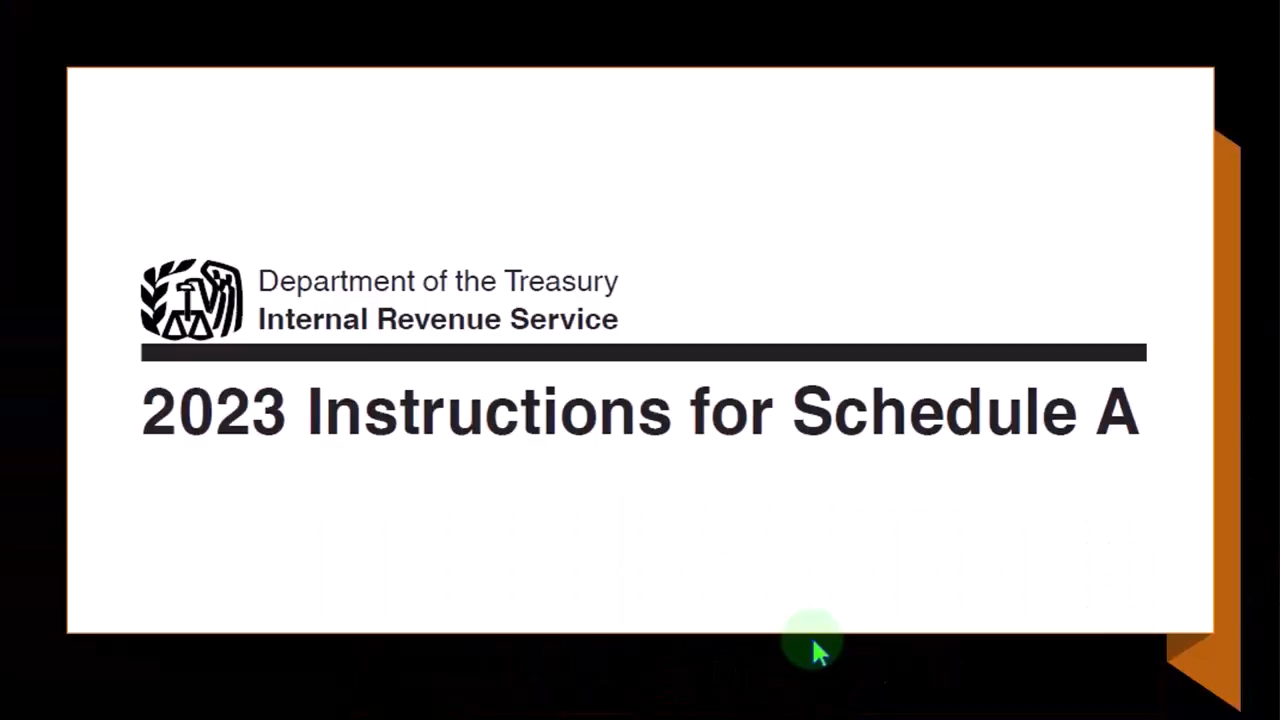 Department of the Treasury
Internal Revenue Service
2023 Instructions for Schedule A